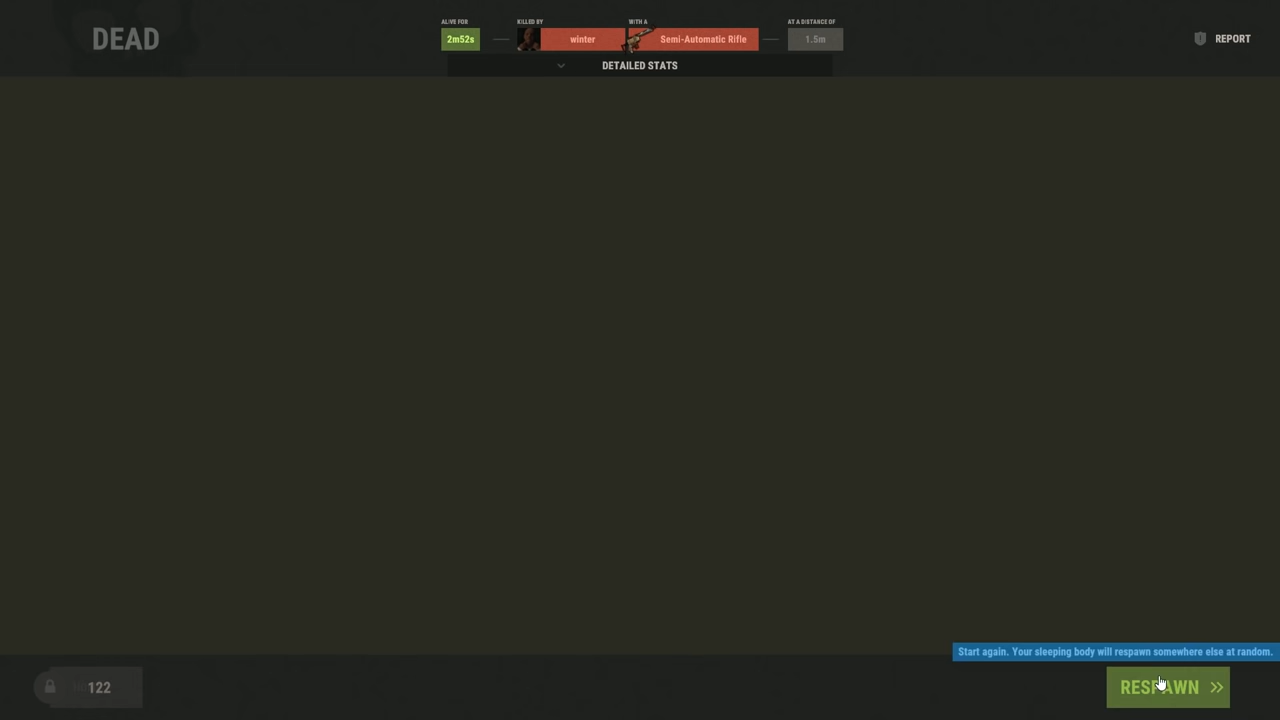 DEAD
ALIVE FOR
2m52s
KILLED BY
winter
WITH A
Semi-Automatic Rifle
AT A DISTANCE OF
1.5m
REPORT
DETAILED STATS
Start again. Your sleeping body will respawn somewhere else at random.
122
RESPAWN